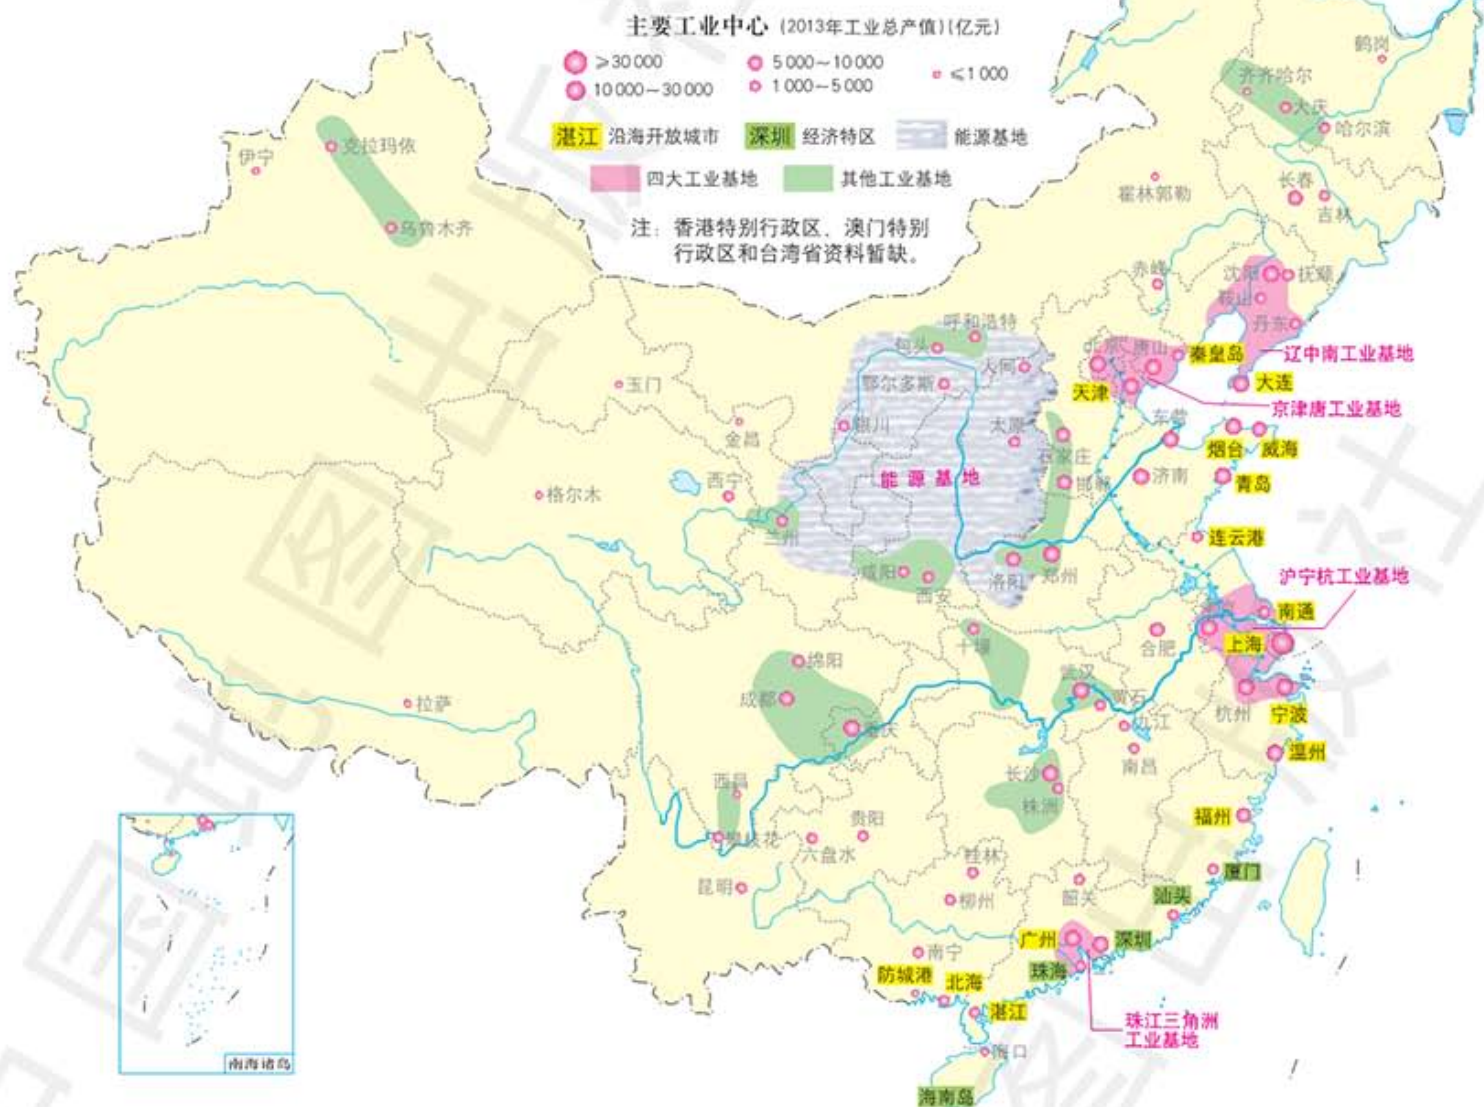 主要工业中心 (2013年工业总产值)(亿元)
≥30 000
5 000～10 000
≤1 000
10 000～30 000
1 000～5 000
湛江 沿海开放城市
深圳 经济特区
能源基地
四大工业基地
其他工业基地
注：香港特别行政区、澳门特别
行政区和台湾省资料暂缺。
鹤岗
齐齐哈尔
大庆
哈尔滨
克拉玛依
伊宁
乌鲁木齐
霍林郭勒
长春
吉林
赤峰
沈阳
抚顺
鞍山
丹东
辽中南工业基地
呼和浩特
包头
大同
鄂尔多斯
北京
唐山
秦皇岛
天津
大连
京津唐工业基地
玉门
金昌
银川
太原
石家庄
东营
烟台
威海
能源基地
西宁
格尔木
邯郸
济南
青岛
兰州
连云港
咸阳
西安
洛阳
郑州
沪宁杭工业基地
南通
上海
十堰
合肥
绵阳
成都
重庆
武汉
黄石
九江
杭州
宁波
拉萨
南昌
温州
长沙
株洲
西昌
攀枝花
贵阳
六盘水
福州
桂林
昆明
柳州
韶关
厦门
汕头
广州
深圳
珠海
南宁
防城港
北海
湛江
珠江三角洲
工业基地
海口
海南岛
南海诸岛